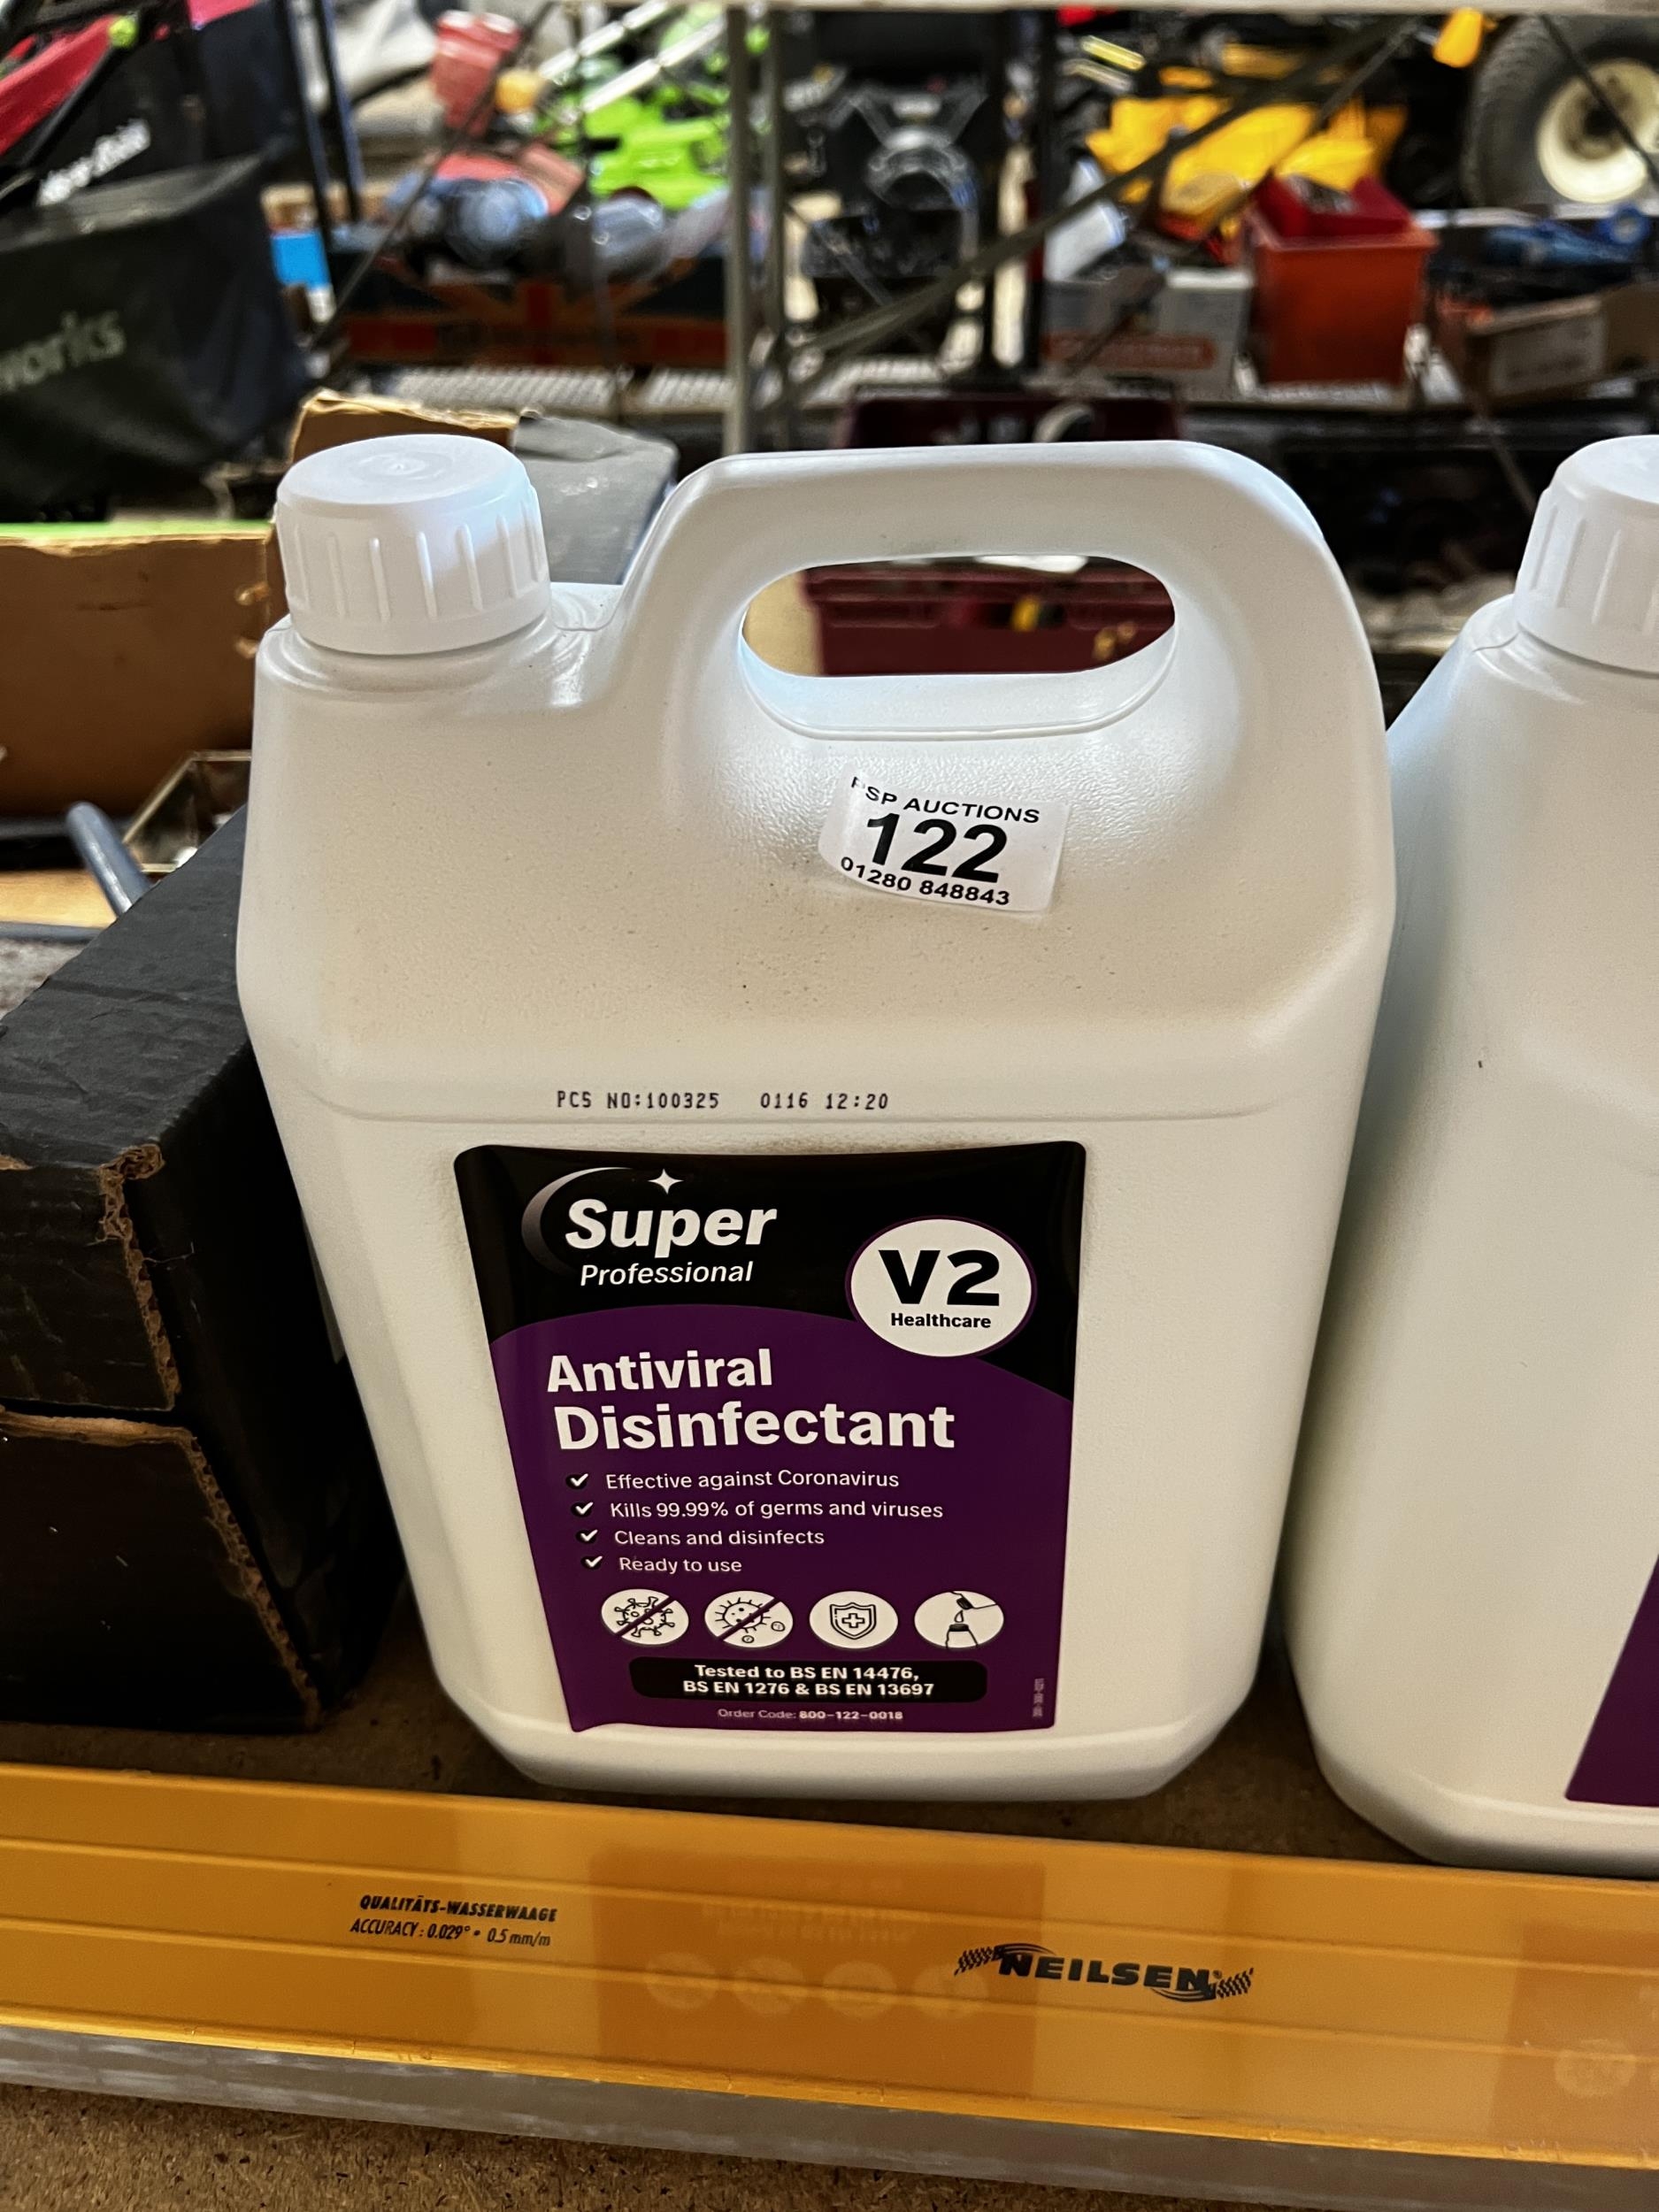 works
PSP AUCTIONS
122
01280 848843
PCS NO:100325 0116 12:20
Super
Professional
V2
Healthcare
Antiviral
Disinfectant
Effective against Coronavirus
Kills 99.99% of germs and viruses
Cleans and disinfects
Ready to use
Tested to BS EN 14476,
BS EN 1276 & BS EN 13697
Order Code: 800-122-0018
QUALITÄTS-WASSERWAAGE
ACCURACY: 0.029° • 0.5 mm/m
NEILSEN®